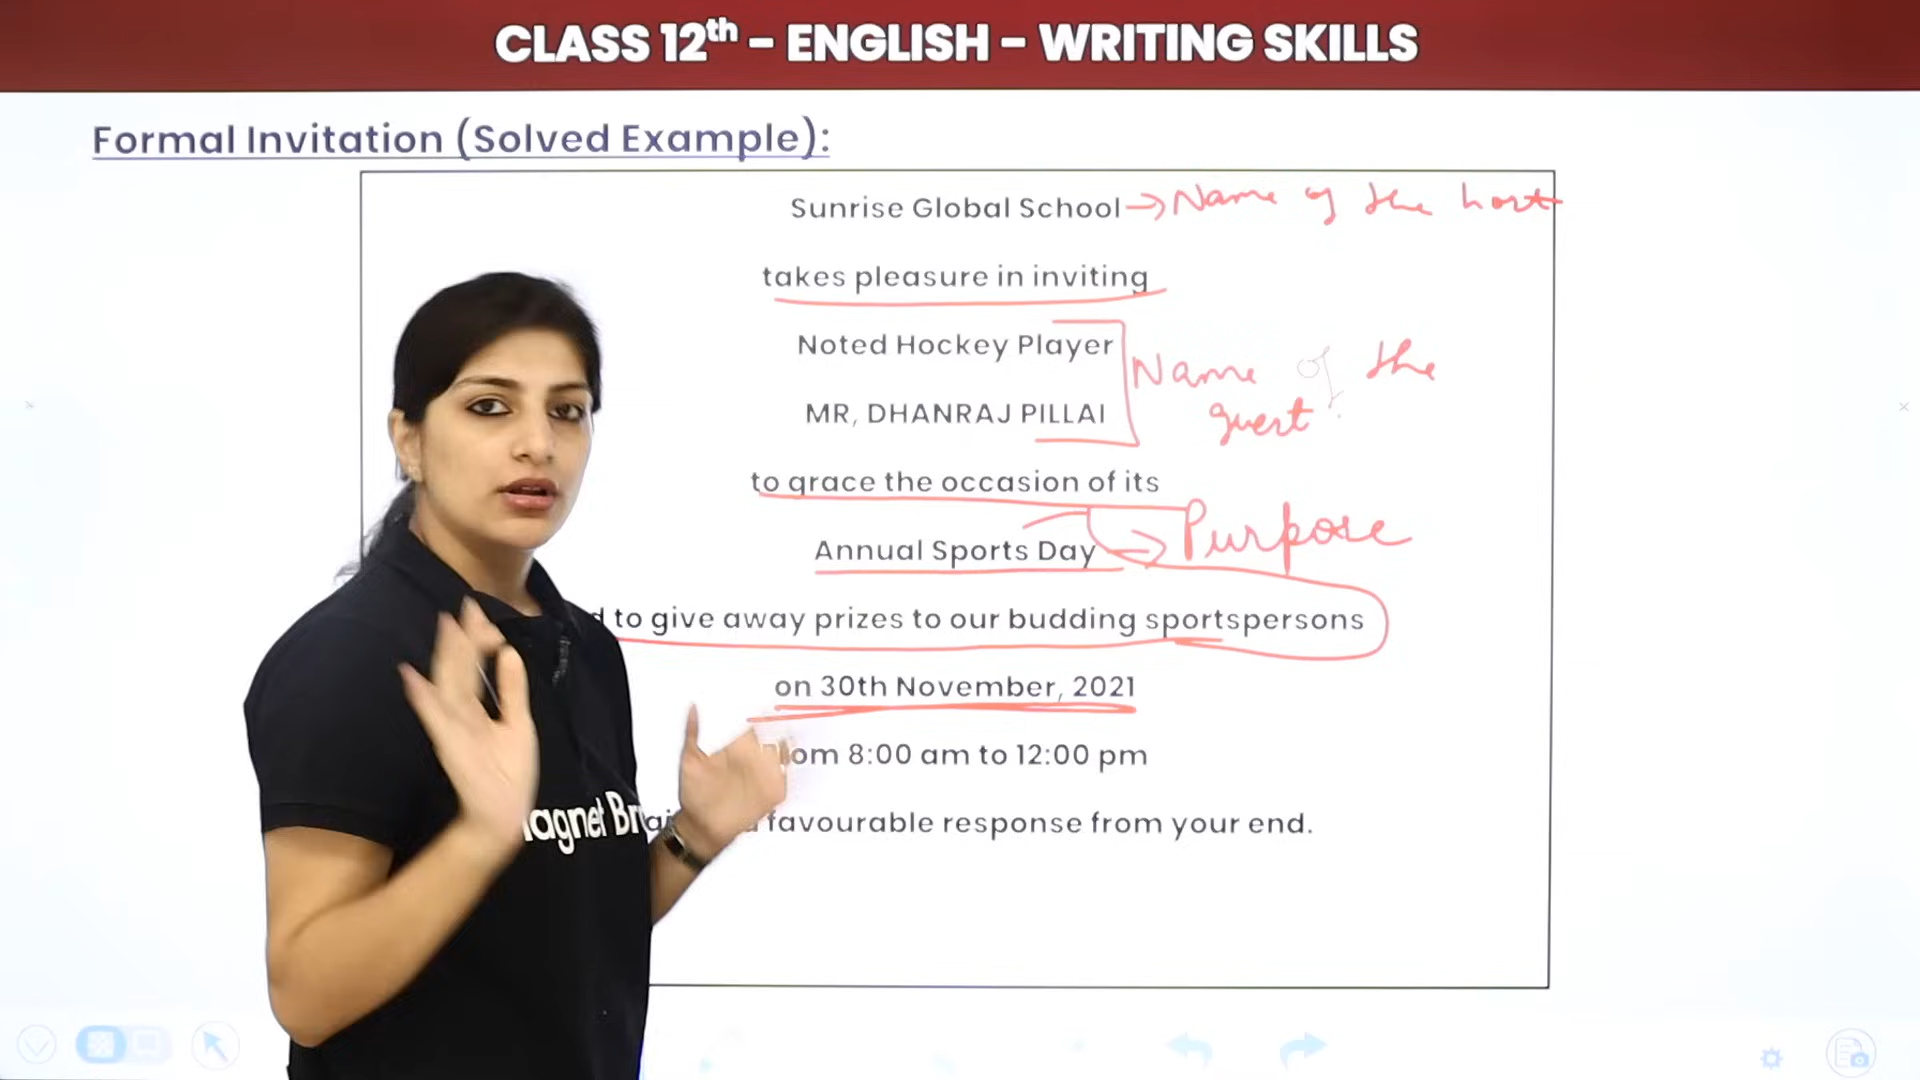 CLASS 12th - ENGLISH - WRITING SKILLS
Formal Invitation (Solved Example):
Sunrise Global School → Name of the host
takes pleasure in inviting
Noted Hockey Player
MR, DHANRAJ PILLAI
Name of the
guest
to grace the occasion of its
Annual Sports Day → Purpose
to give away prizes to our budding sportspersons
on 30th November, 2021
8:00 am to 12:00 pm
favourable response from your end.
agnet Br